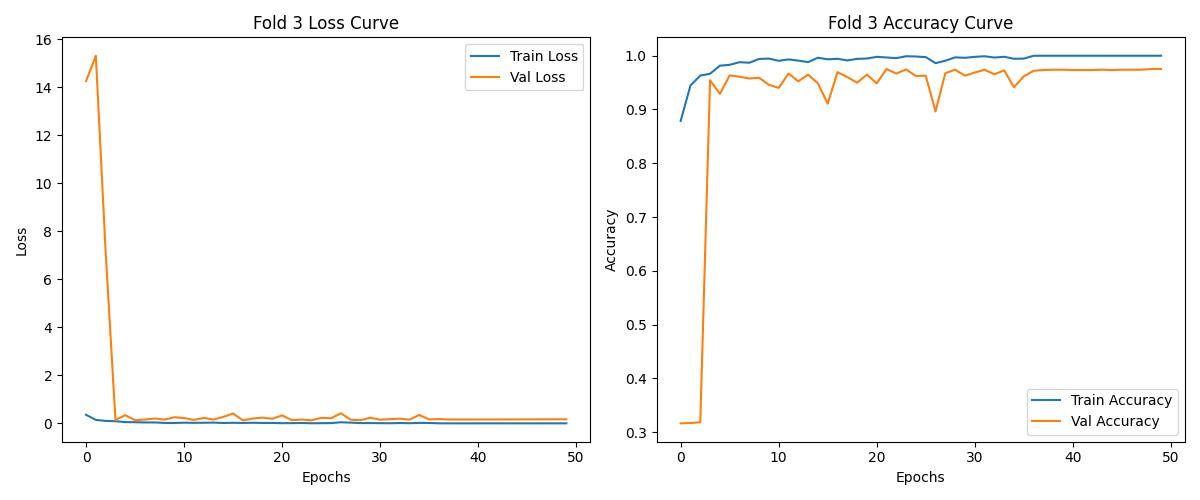 Fold 3 Loss Curve
16
14
12
10
8
6
4
2
0
Loss
0 10 20 30 40 50
Epochs
Train Loss
Val Loss
Fold 3 Accuracy Curve
1.0
0.9
0.8
0.7
0.6
0.5
0.4
0.3
Accuracy
0 10 20 30 40 50
Epochs
Train Accuracy
Val Accuracy